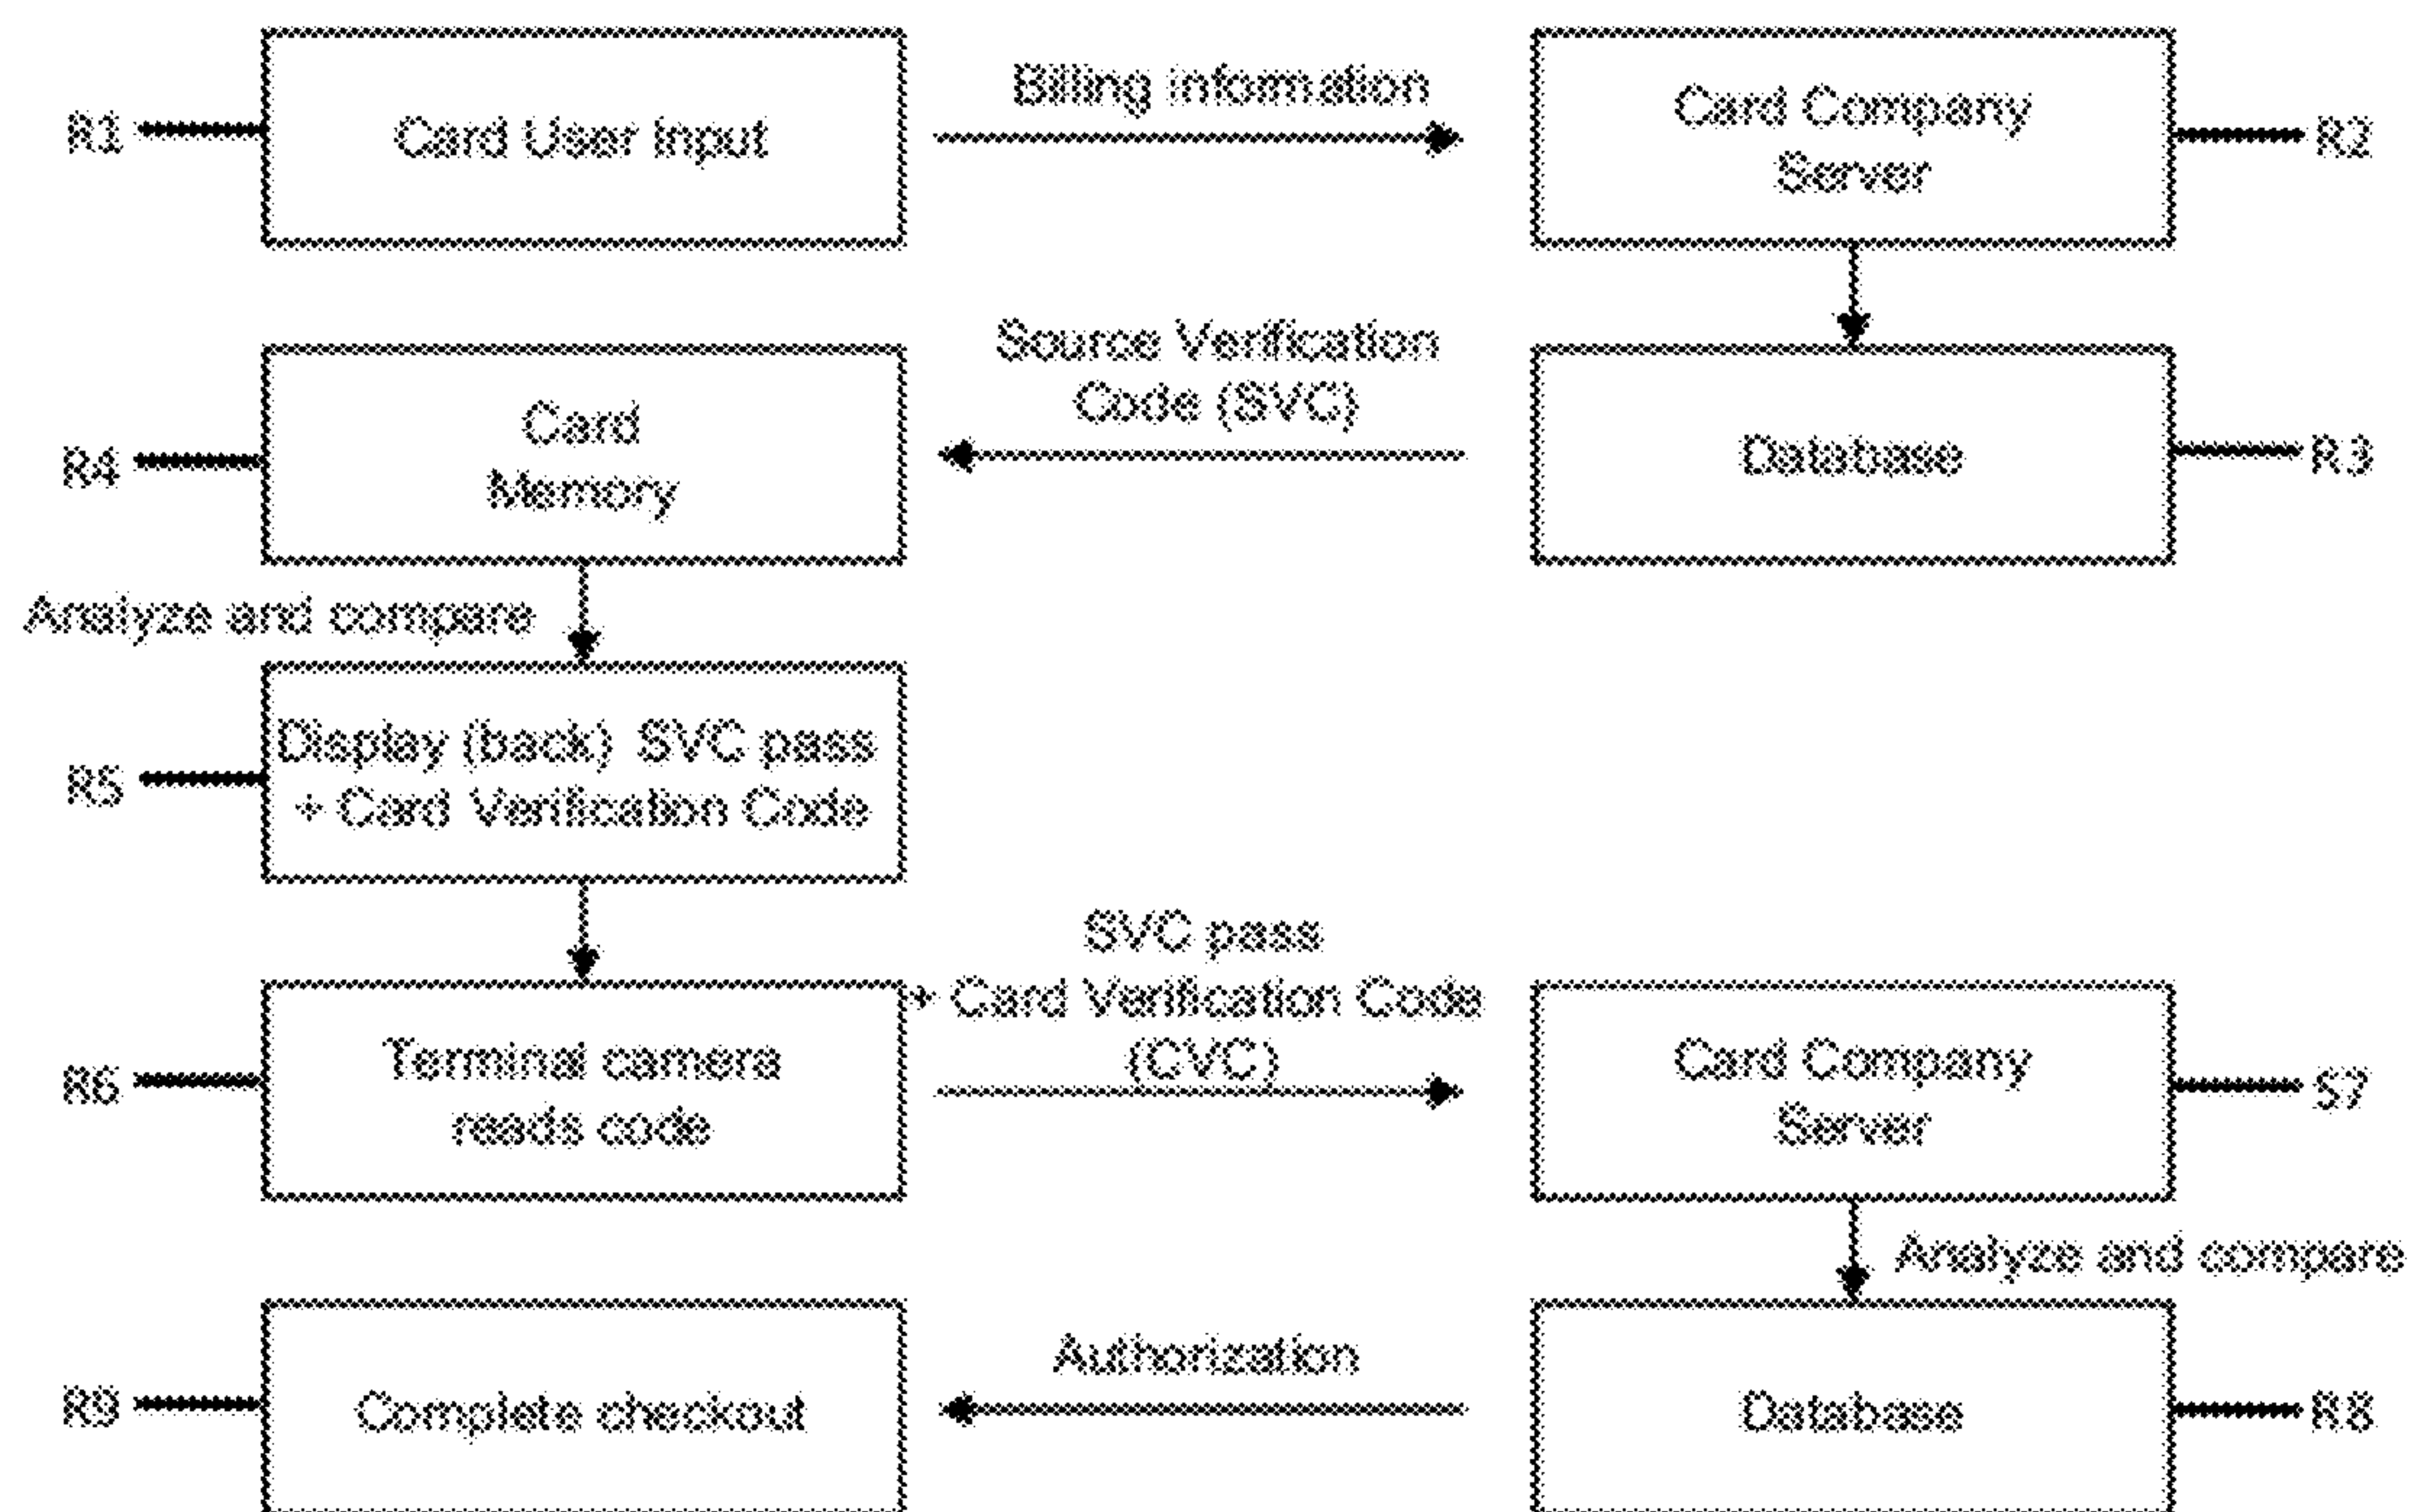 R1
Card User Input
Billing information
Card Company
Server
R2
Source Verification
Code (SVC)
R4
Card
Memory
Database
R3
Analyze and compare
R5
Display (back) SVC pass
+ Card Verification Code
SVC pass
+ Card Verification Code
(CVC)
R6
Terminal camera
reads code
Card Company
Server
S7
Analyze and compare
R9
Complete checkout
Authorization
Database
R8